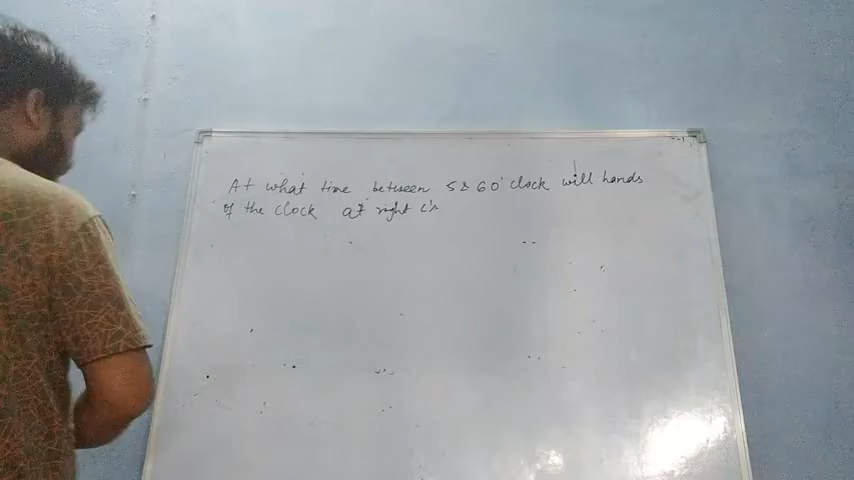 At what time between 5 & 6 O'clock will hands
of the clock at right ∠'s